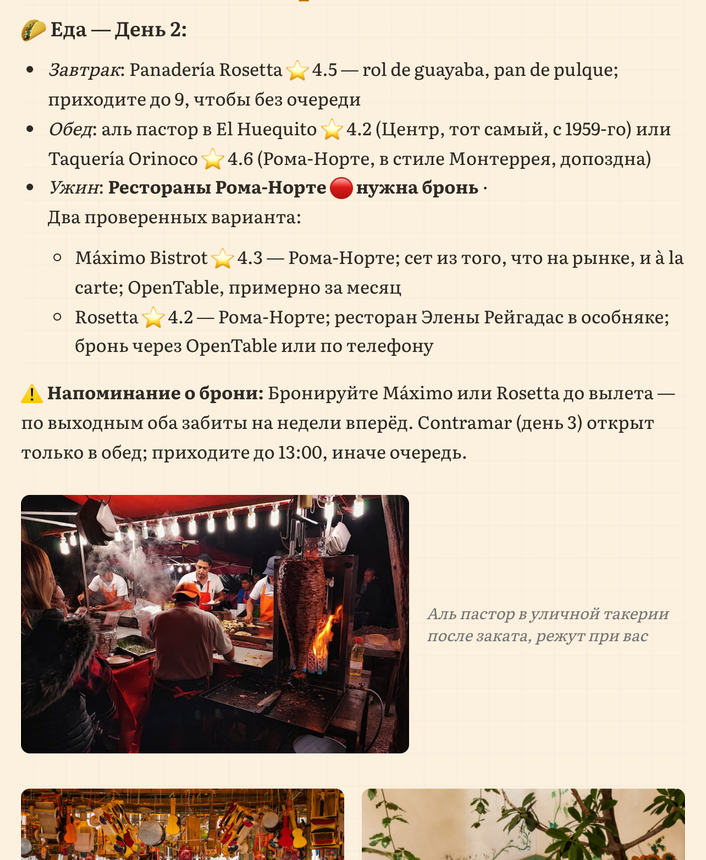 🌮 Еда — День 2:
• Завтрак: Panadería Rosetta ⭐ 4.5 — rol de guayaba, pan de pulque;
приходите до 9, чтобы без очереди
• Обед: аль пастор в El Huequito ⭐ 4.2 (Центр, тот самый, с 1959-го) или
Taquería Orinoco ⭐ 4.6 (Рома-Норте, в стиле Монтеррея, допоздна)
• Ужин: Рестораны Рома-Норте 🔴 нужна бронь ·
Два проверенных варианта:
◦ Máximo Bistrot ⭐ 4.3 — Рома-Норте; сет из того, что на рынке, и à la
carte; OpenTable, примерно за месяц
◦ Rosetta ⭐ 4.2 — Рома-Норте; ресторан Элены Рейгадас в особняке;
бронь через OpenTable или по телефону
⚠️ Напоминание о брони: Бронируйте Máximo или Rosetta до вылета —
по выходным оба забиты на недели вперёд. Contramar (день 3) открыт
только в обед; приходите до 13:00, иначе очередь.
Аль пастор в уличной такерии
после заката, режут при вас